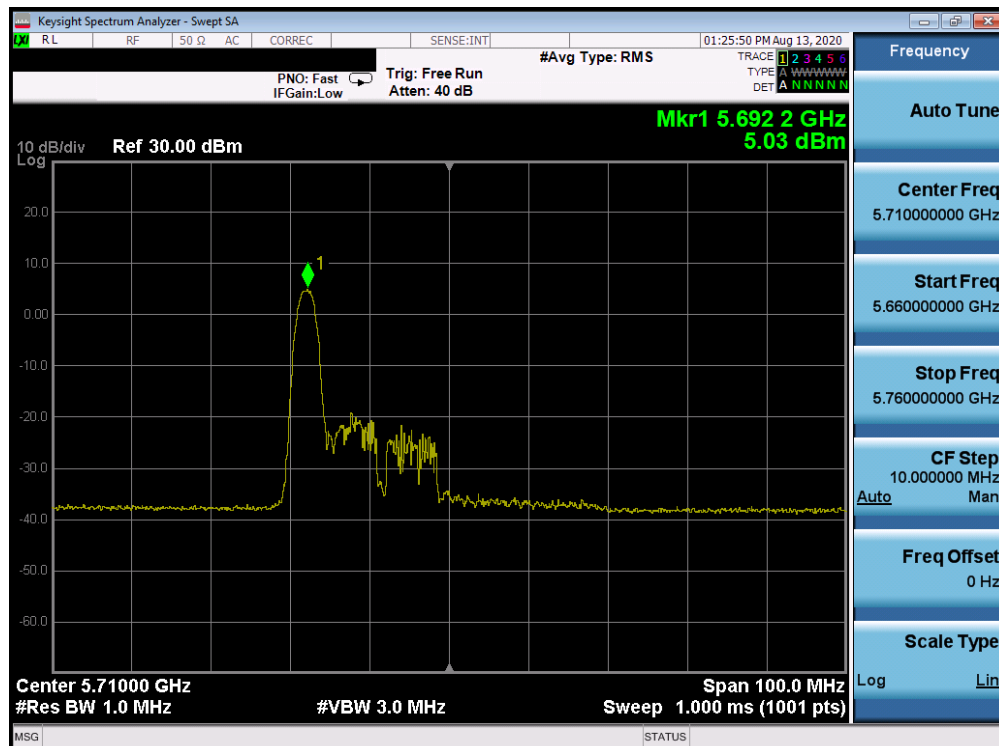 Keysight Spectrum Analyzer - Swept SA
LXI RL RF 50 Ω AC CORREC SENSE:INT 01:25:50 PM Aug 13, 2020
#Avg Type: RMS
TRACE 1 2 3 4 5 6
PNO: Fast Trig: Free Run
TYPE A WWWWW
IFGain:Low Atten: 40 dB
DET A N N N N N
Mkr1 5.692 2 GHz
5.03 dBm
10 dB/div Ref 30.00 dBm
Log
20.0
10.0
1
0.00
-10.0
-20.0
-30.0
-40.0
-50.0
-60.0
Center 5.71000 GHz Span 100.0 MHz
#Res BW 1.0 MHz #VBW 3.0 MHz Sweep 1.000 ms (1001 pts)
MSG STATUS
Frequency
Auto Tune
Center Freq
5.710000000 GHz
Start Freq
5.660000000 GHz
Stop Freq
5.760000000 GHz
CF Step
10.000000 MHz
Auto Man
Freq Offset
0 Hz
Scale Type
Log Lin